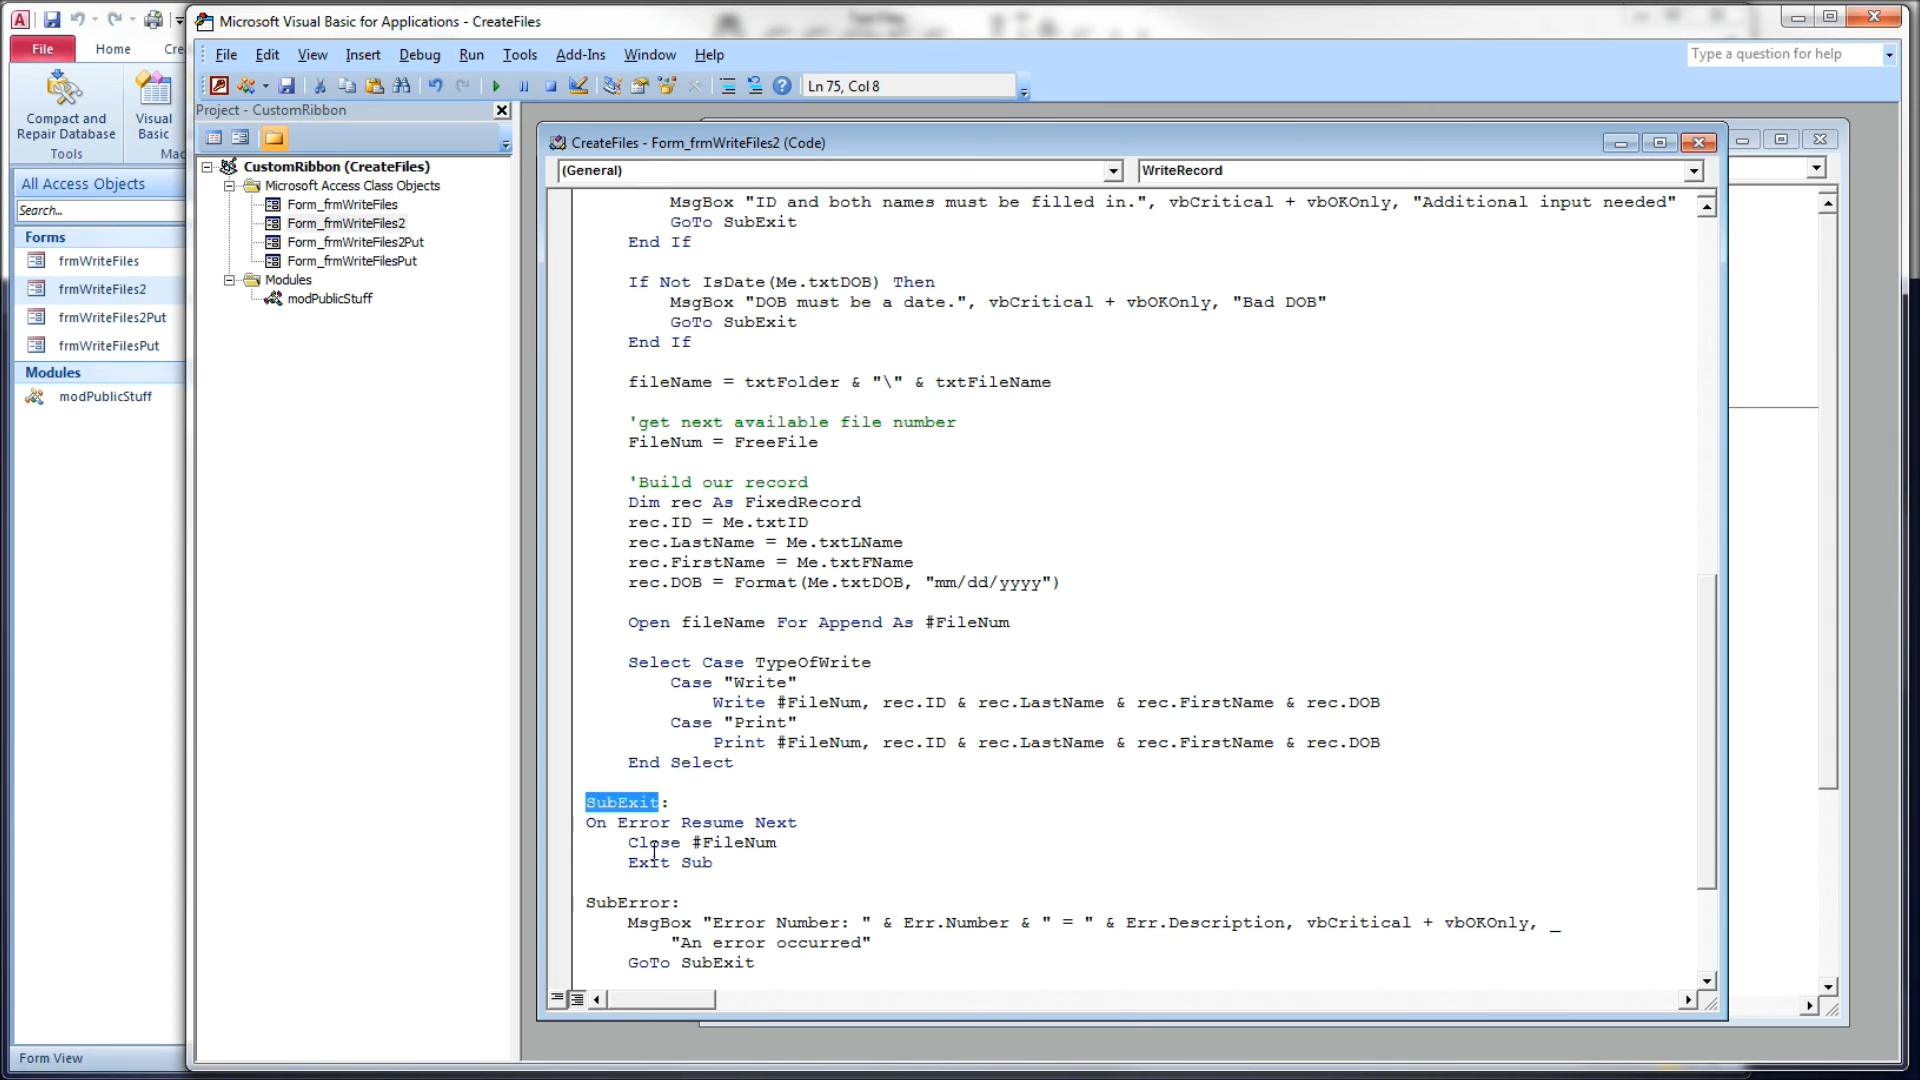 Microsoft Visual Basic for Applications - CreateFiles
File
Home
Cre
File Edit View Insert Debug Run Tools Add-Ins Window Help
Type a question for help
Ln 75, Col 8
Compact and
Repair Database
Tools
Visual
Basic
Mac
All Access Objects
Search...
Forms
frmWriteFiles
frmWriteFiles2
frmWriteFiles2Put
frmWriteFilesPut
Modules
modPublicStuff
Form View
Project - CustomRibbon
CustomRibbon (CreateFiles)
Microsoft Access Class Objects
Form_frmWriteFiles
Form_frmWriteFiles2
Form_frmWriteFiles2Put
Form_frmWriteFilesPut
Modules
modPublicStuff
CreateFiles - Form_frmWriteFiles2 (Code)
(General)
WriteRecord
MsgBox "ID and both names must be filled in.", vbCritical + vbOKOnly, "Additional input needed"
GoTo SubExit
End If
If Not IsDate(Me.txtDOB) Then
MsgBox "DOB must be a date.", vbCritical + vbOKOnly, "Bad DOB"
GoTo SubExit
End If
fileName = txtFolder & "\" & txtFileName
'get next available file number
FileNum = FreeFile
'Build our record
Dim rec As FixedRecord
rec.ID = Me.txtID
rec.LastName = Me.txtLName
rec.FirstName = Me.txtFName
rec.DOB = Format(Me.txtDOB, "mm/dd/yyyy")
Open fileName For Append As #FileNum
Select Case TypeOfWrite
Case "Write"
Write #FileNum, rec.ID & rec.LastName & rec.FirstName & rec.DOB
Case "Print"
Print #FileNum, rec.ID & rec.LastName & rec.FirstName & rec.DOB
End Select
SubExit:
On Error Resume Next
Close #FileNum
Exit Sub
SubError:
MsgBox "Error Number: " & Err.Number & " = " & Err.Description, vbCritical + vbOKOnly, _
"An error occurred"
GoTo SubExit